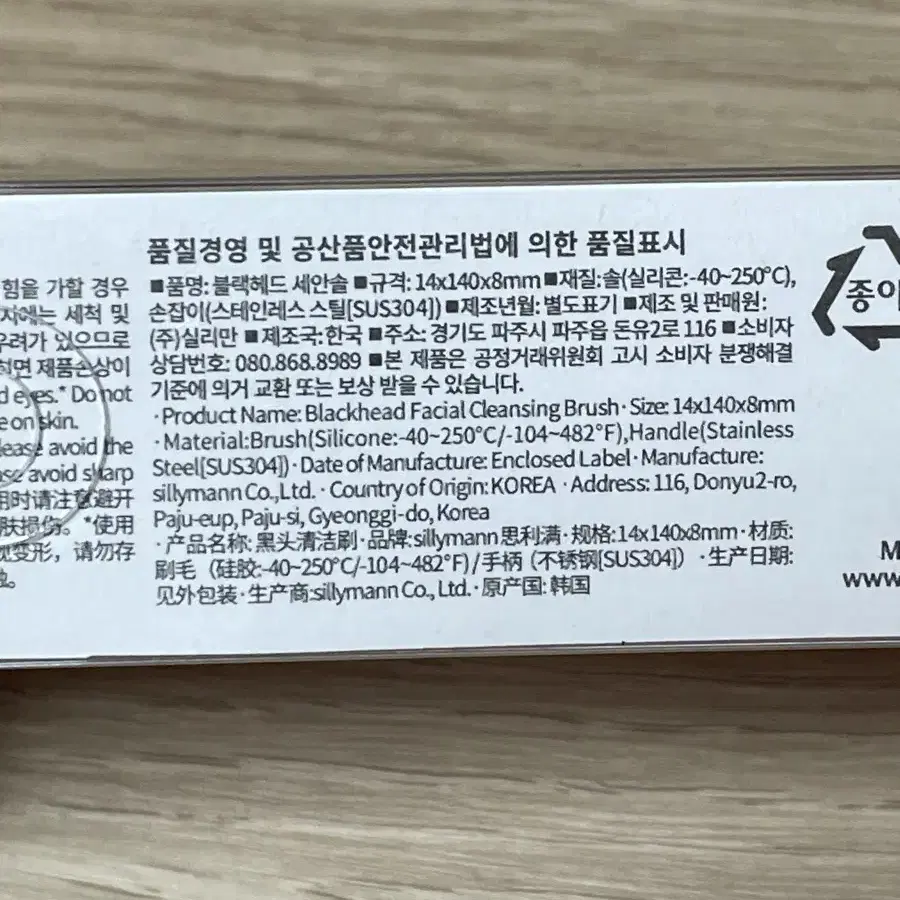 품질경영 및 공산품안전관리법에 의한 품질표시
■품명: 블랙헤드 세안솔 ■규격: 14x140x8mm ■재질:솔(실리콘:-40~250°C),
손잡이(스테인레스 스틸[SUS304]) ■제조년월: 별도표기 ■제조 및 판매원:
(주)실리만 ■제조국:한국 ■주소: 경기도 파주시 파주읍 돈유2로 116 ■소비자
상담번호: 080.868.8989 ■본 제품은 공정거래위원회 고시 소비자 분쟁해결
기준에 의거 교환 또는 보상 받을 수 있습니다.
·Product Name: Blackhead Facial Cleansing Brush · Size: 14x140x8mm
·Material:Brush(Silicone:-40~250°C/-104~482°F),Handle(Stainless
Steel[SUS304]) · Date of Manufacture: Enclosed Label · Manufacture:
sillymann Co.,Ltd. · Country of Origin: KOREA · Address: 116, Donyu2-ro,
Paju-eup, Paju-si, Gyeonggi-do, Korea
·产品名称: 黑头清洁刷·品牌:sillymann思利满·规格:14x140x8mm·材质:
刷毛（硅胶:-40~250°C/-104~482°F)/手柄（不锈钢[SUS304]）·生产日期:
见外包装·生产商:sillymann Co., Ltd.·原产国: 韩国
힘을 가할 경우
세척 및
있으므로
제품손상이
eyes.* Do not
on skin.
avoid the
avoid sharp
用时请注意避开
肤损伤。*使用
变形，请勿存
종이
M
www.